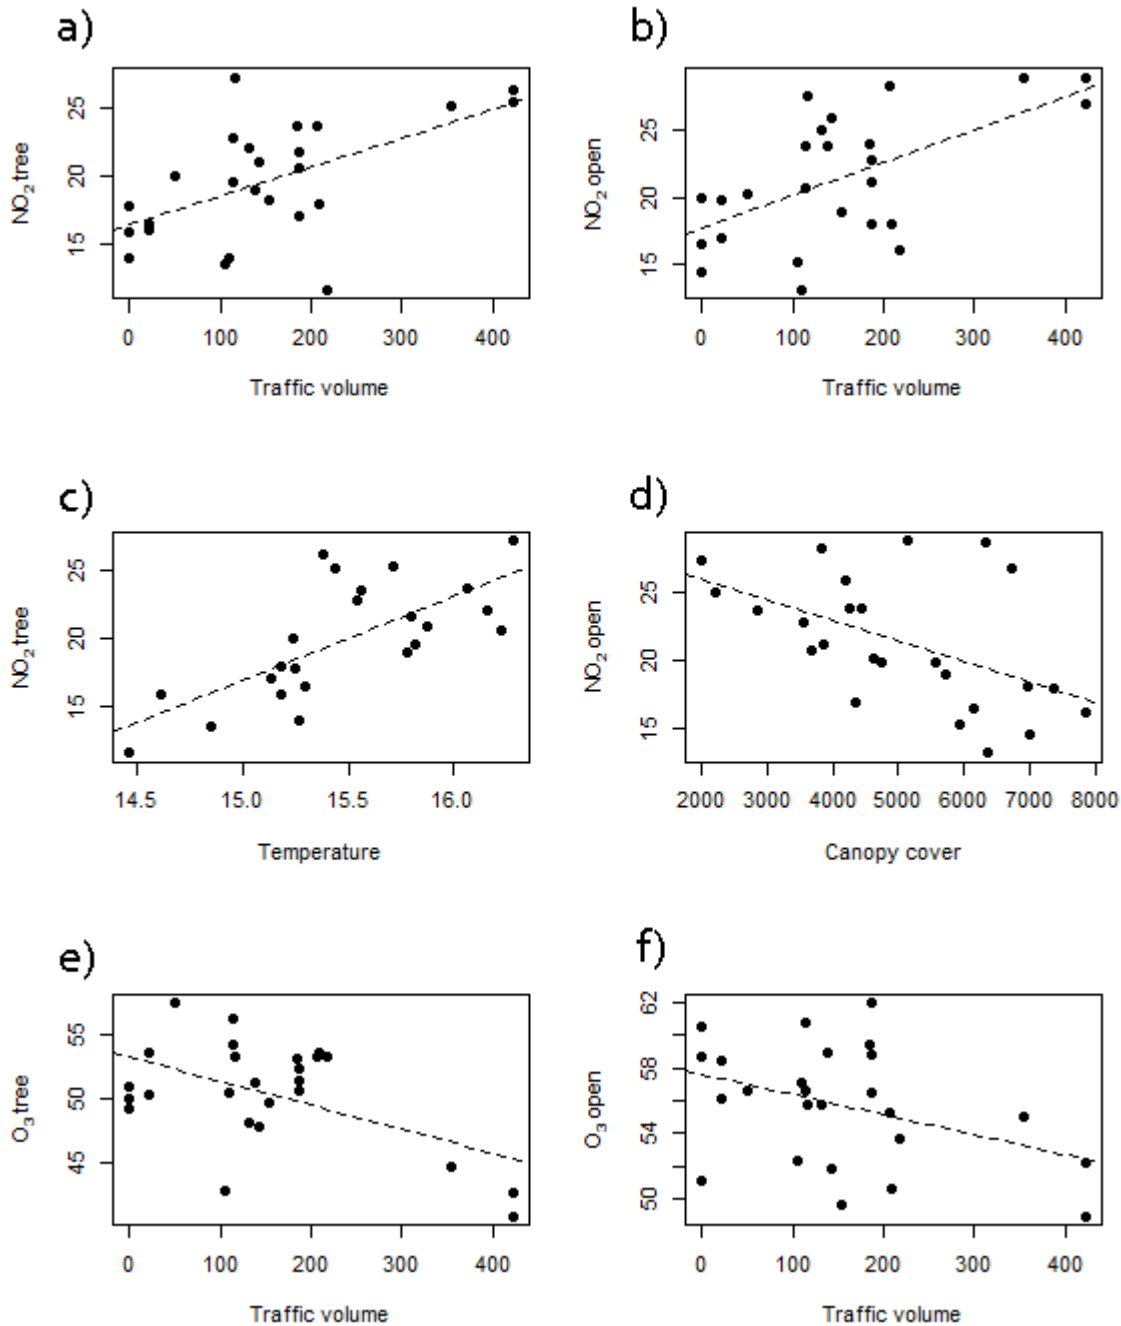 a)
NO₂ tree
25
20
15
0 100 200 300 400
Traffic volume
b)
NO₂ open
25
20
15
0 100 200 300 400
Traffic volume
c)
NO₂ tree
25
20
15
14.5 15.0 15.5 16.0
Temperature
d)
NO₂ open
25
20
15
2000 3000 4000 5000 6000 7000 8000
Canopy cover
e)
O₃ tree
55
50
45
0 100 200 300 400
Traffic volume
f)
O₃ open
62
58
54
50
0 100 200 300 400
Traffic volume